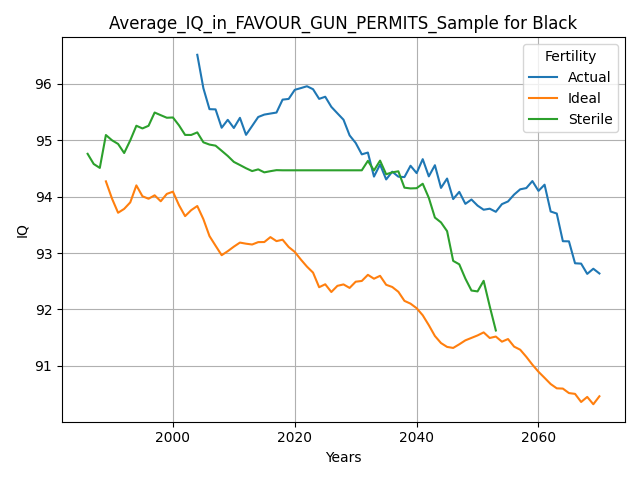 Average_IQ_in_FAVOUR_GUN_PERMITS_Sample for Black
Fertility
Actual
Ideal
Sterile
IQ
96
95
94
93
92
91
2000 2020 2040 2060
Years